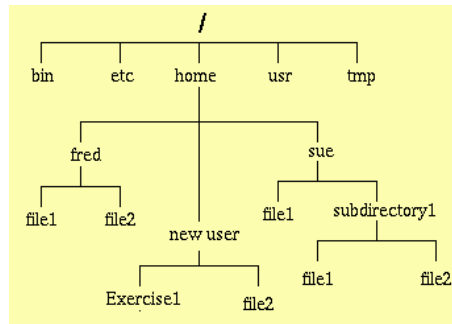 /
bin etc home usr tmp
fred sue
file1 file2 file1 subdirectory1
new user
Exercise1 file2 file1 file2